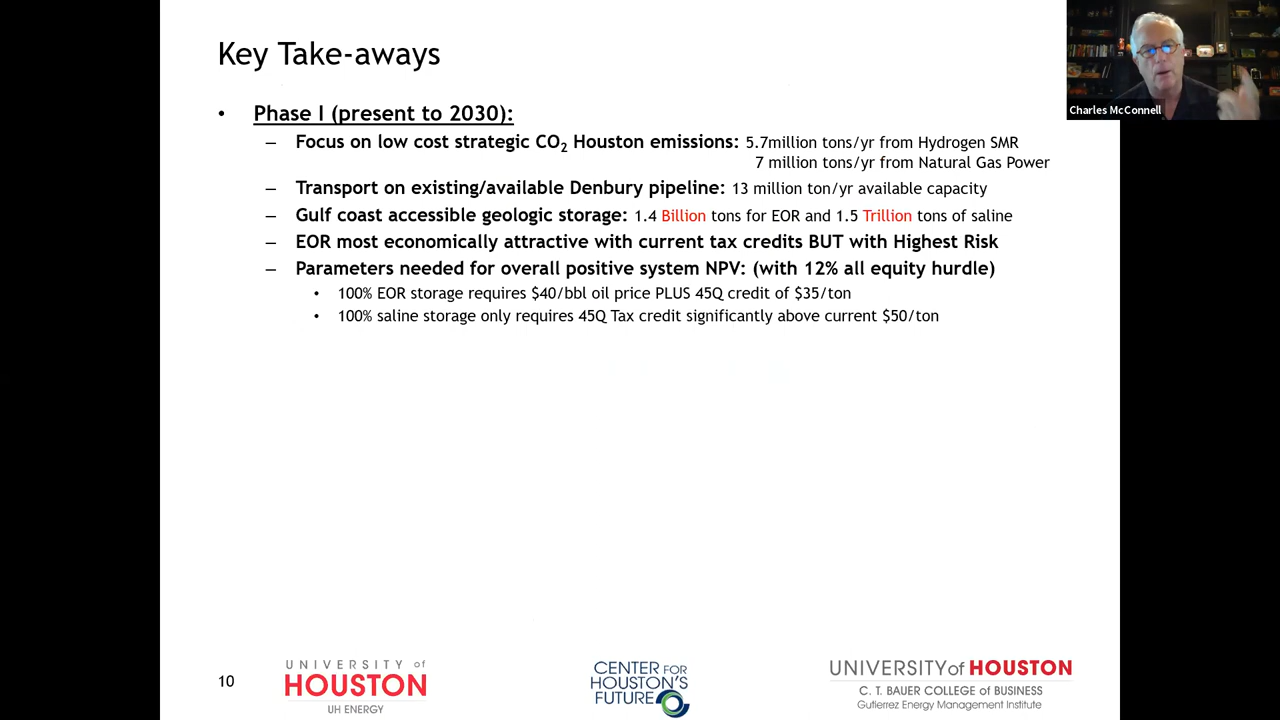 Key Take-aways
Charles McConnell
• Phase I (present to 2030):
– Focus on low cost strategic CO2 Houston emissions: 5.7million tons/yr from Hydrogen SMR
7 million tons/yr from Natural Gas Power
– Transport on existing/available Denbury pipeline: 13 million ton/yr available capacity
– Gulf coast accessible geologic storage: 1.4 Billion tons for EOR and 1.5 Trillion tons of saline
– EOR most economically attractive with current tax credits BUT with Highest Risk
– Parameters needed for overall positive system NPV: (with 12% all equity hurdle)
• 100% EOR storage requires $40/bbl oil price PLUS 45Q credit of $35/ton
• 100% saline storage only requires 45Q Tax credit significantly above current $50/ton
10
UNIVERSITY of
HOUSTON
UH ENERGY
CENTER FOR
HOUSTON'S
FUTURE
UNIVERSITY of HOUSTON
C. T. BAUER COLLEGE of BUSINESS
Gutierrez Energy Management Institute